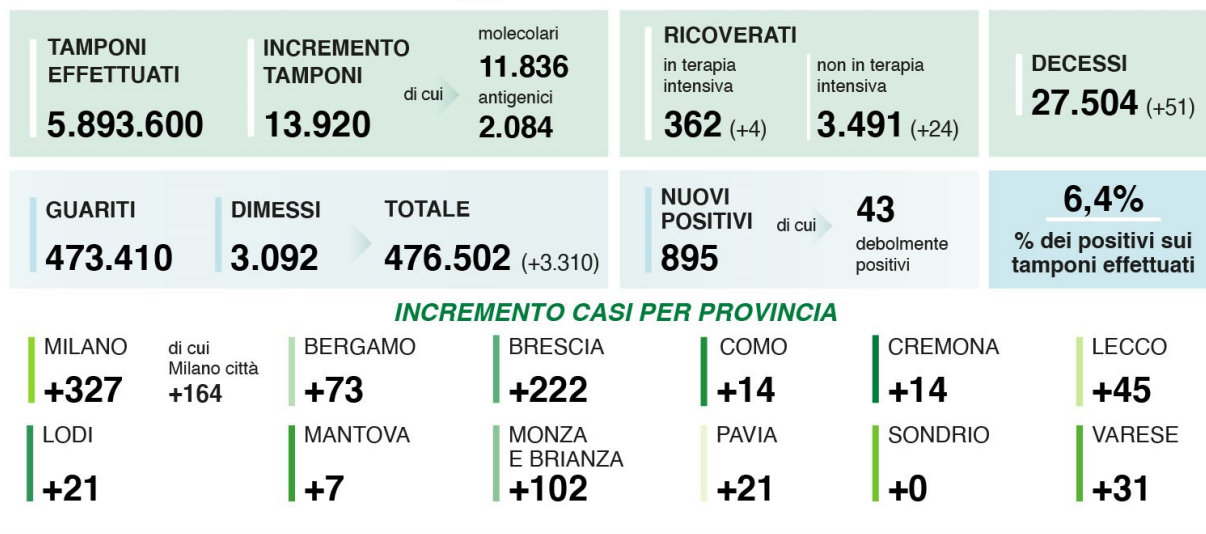 TAMPONI
EFFETTUATI
5.893.600
INCREMENTO
TAMPONI
13.920
di cui
molecolari
11.836
antigenici
2.084
RICOVERATI
in terapia
intensiva
362 (+4)
non in terapia
intensiva
3.491 (+24)
DECESSI
27.504 (+51)
GUARITI
473.410
DIMESSI
3.092
TOTALE
476.502 (+3.310)
NUOVI
POSITIVI
895
di cui
43
debolmente
positivi
6,4%
% dei positivi sui
tamponi effettuati
INCREMENTO CASI PER PROVINCIA
MILANO
+327
di cui
Milano città
+164
BERGAMO
+73
BRESCIA
+222
COMO
+14
CREMONA
+14
LECCO
+45
LODI
+21
MANTOVA
+7
MONZA
E BRIANZA
+102
PAVIA
+21
SONDRIO
+0
VARESE
+31